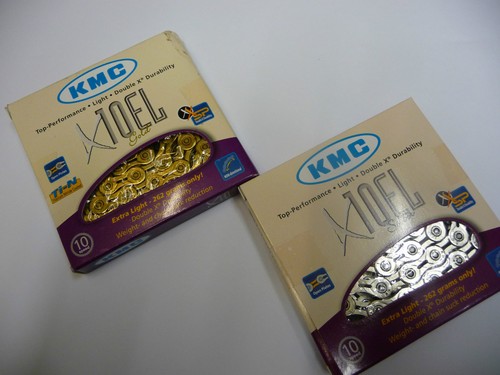 KMC
Top-Performance • Light • Double X® Durability
X10EL
Gold
SP
Ti-N
Extra Light - 262 grams only!
Double X® Durability
Weight- and chain suck reduction
10
KMC
Top-Performance • Light • Double X® Durability
X10EL
SP
Extra Light - 262 grams only!
Double X® Durability
Weight- and chain suck reduction
10